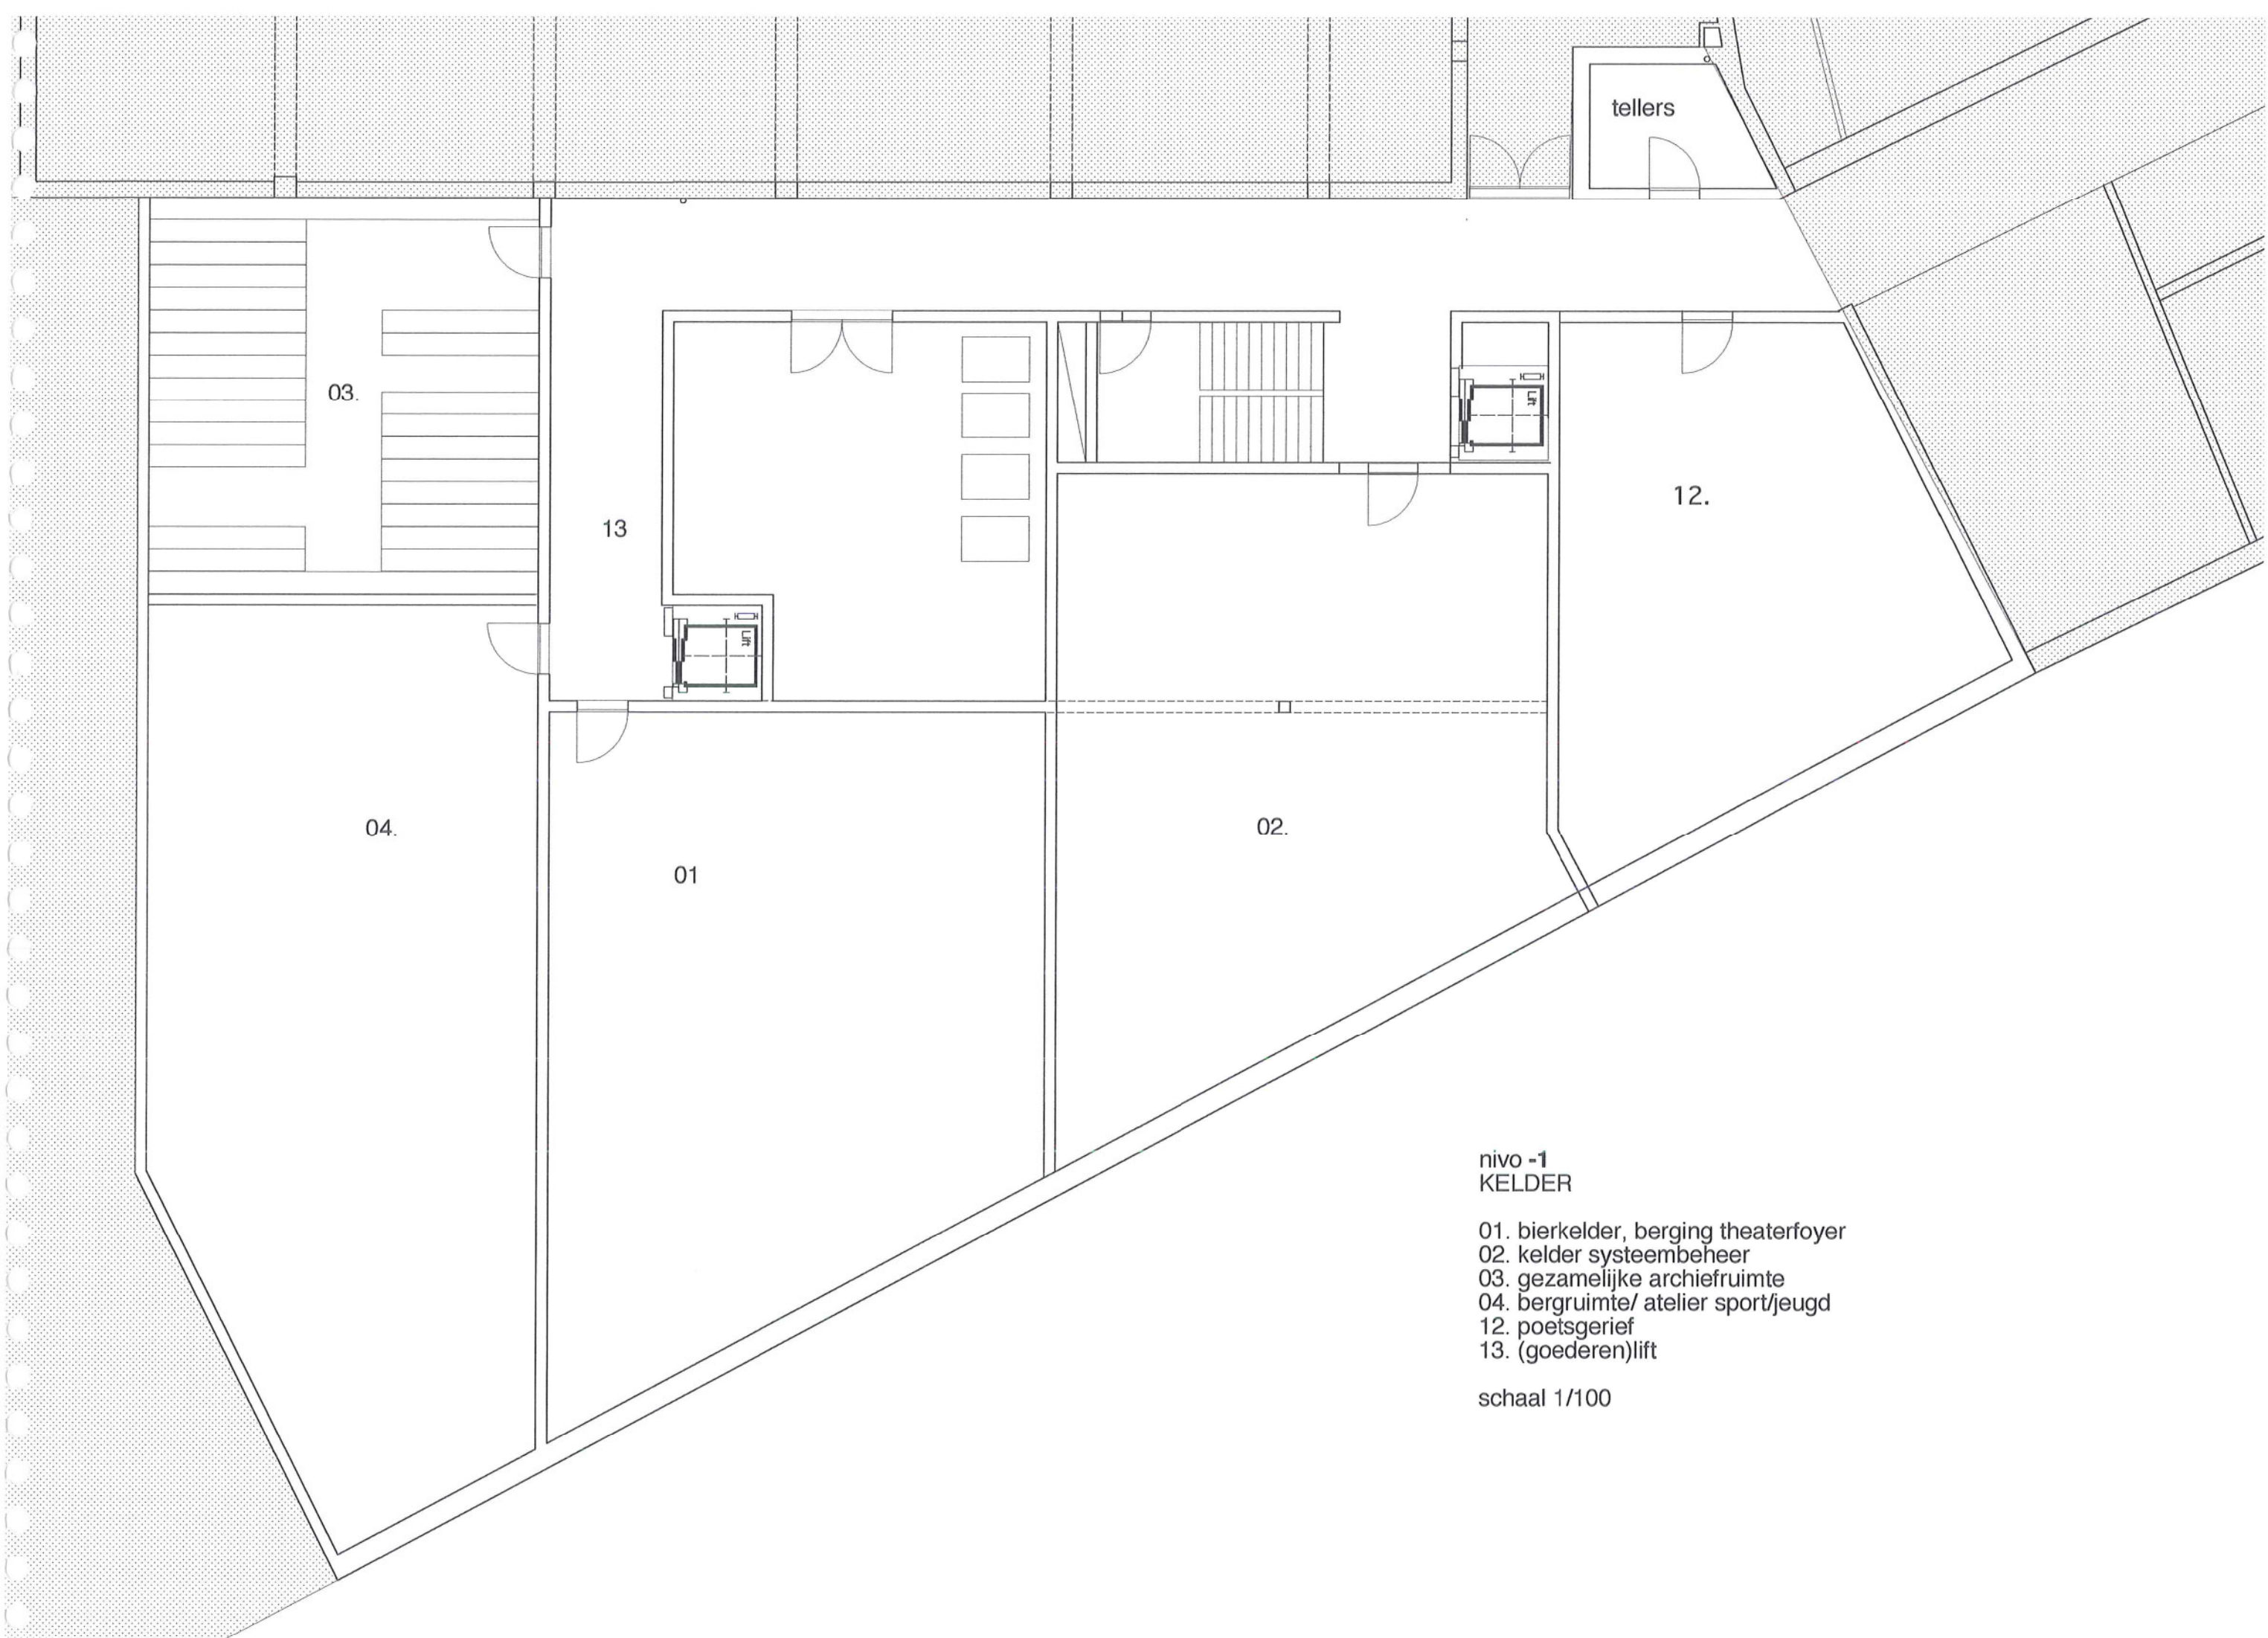 tellers
03.
13
Lift
Lift
12.
04.
01
02.
nivo -1
KELDER
01. bierkelder, berging theaterfoyer
02. kelder systeembeheer
03. gezamelijke archiefruimte
04. bergruimte/ atelier sport/jeugd
12. poetsgerief
13. (goederen)lift
schaal 1/100